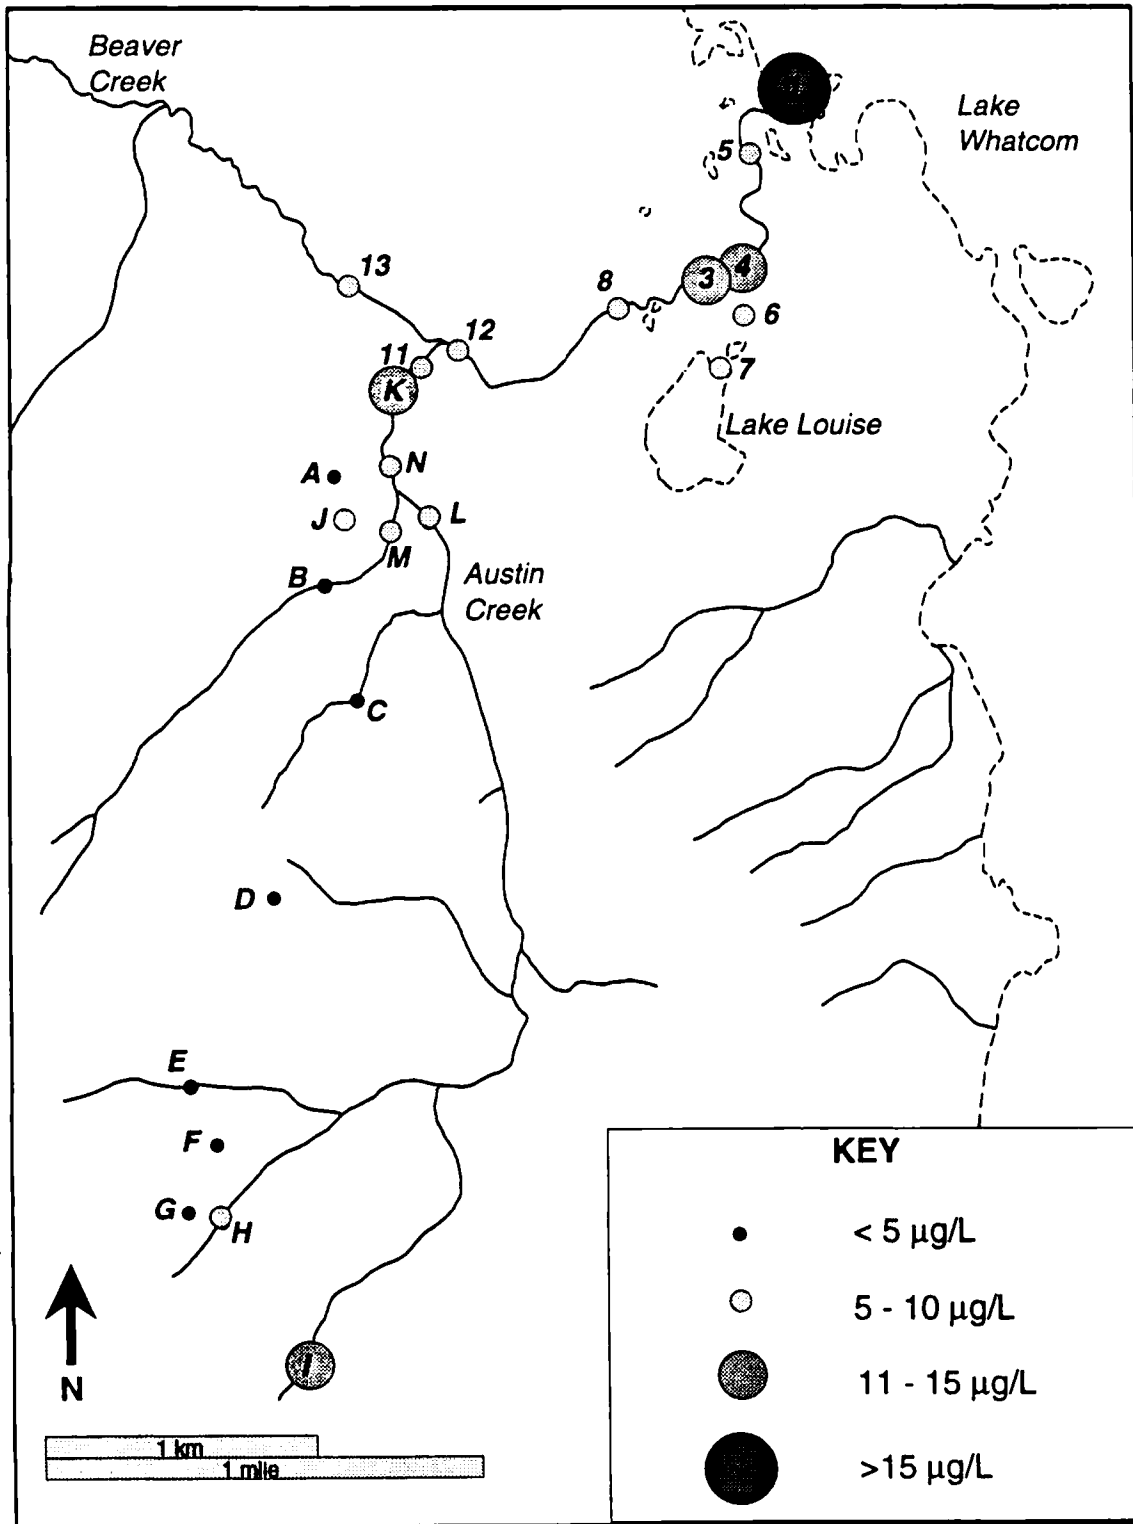 Beaver
Creek
Lake
Whatcom
5
13
8
3
4
6
12
11
7
K
Lake Louise
N
A
J
L
M
B
Austin
Creek
C
D
E
F
G
H
I
N
1 km
1 mile
KEY
< 5 µg/L
5 - 10 µg/L
11 - 15 µg/L
>15 µg/L